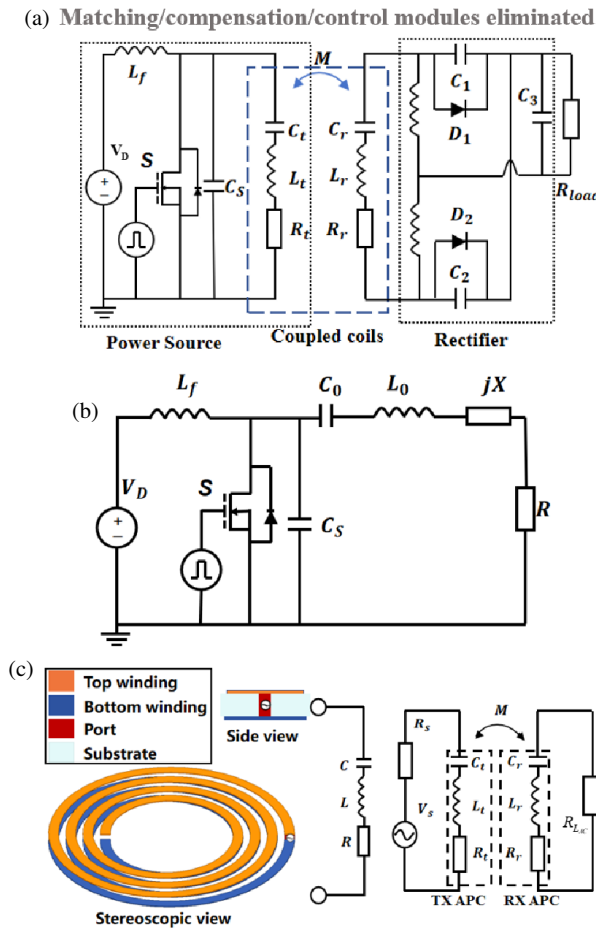 Matching/compensation/control modules eliminated
(a)
L_f
M
C_1
D_1
C_3
V_D
S
C_S
C_t
C_r
L_t
L_r
R_t
R_r
R_load
D_2
C_2
Power Source
Coupled coils
Rectifier
(b)
L_f
C_0
L_0
jX
V_D
S
C_S
R
(c)
Top winding
Bottom winding
Port
Substrate
Side view
Stereoscopic view
C
L
R
M
R_s
V_s
C_t
C_r
L_t
L_r
R_t
R_r
TX APC
RX APC